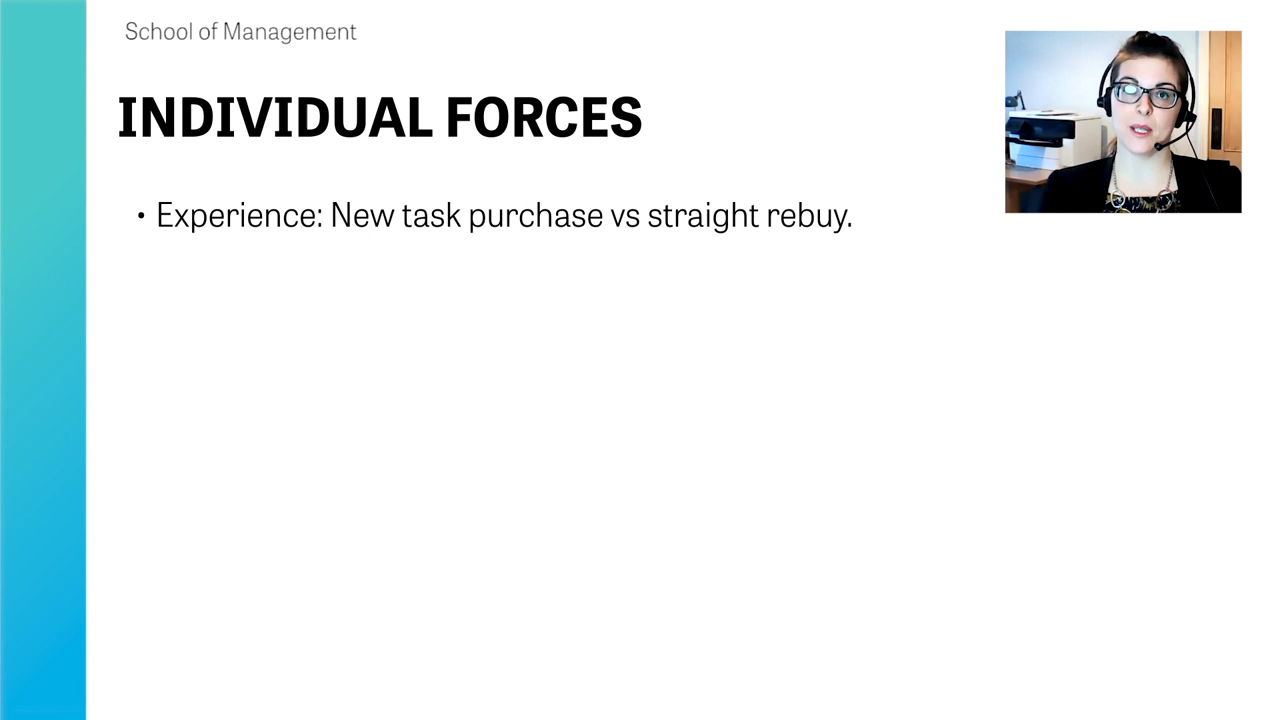 School of Management
INDIVIDUAL FORCES
• Experience: New task purchase vs straight rebuy.